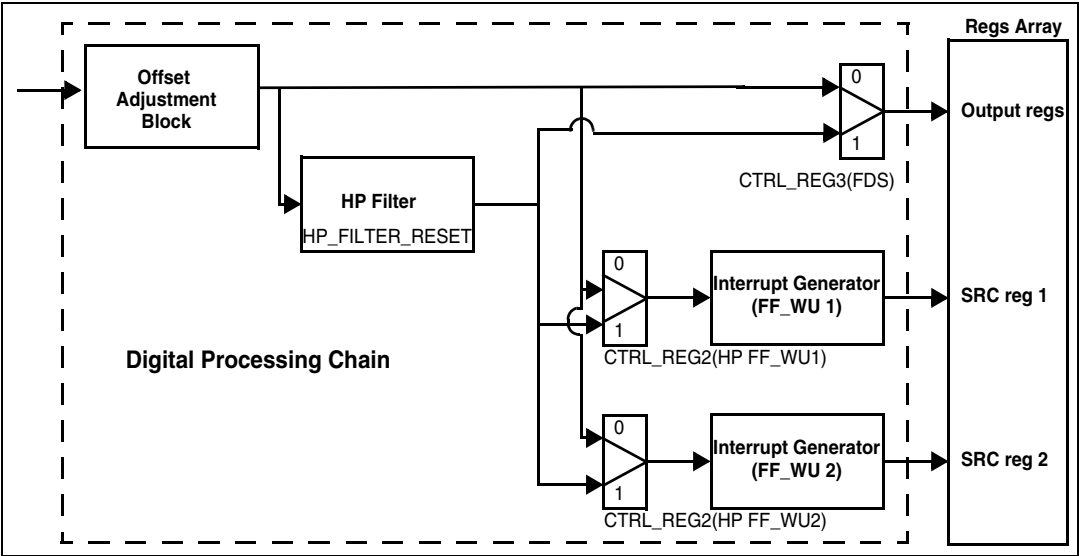 Regs Array
Offset
Adjustment
Block
0
1
Output regs
CTRL_REG3(FDS)
HP Filter
HP_FILTER_RESET
0
1
Interrupt Generator
(FF_WU 1)
SRC reg 1
CTRL_REG2(HP FF_WU1)
Digital Processing Chain
0
1
Interrupt Generator
(FF_WU 2)
SRC reg 2
CTRL_REG2(HP FF_WU2)